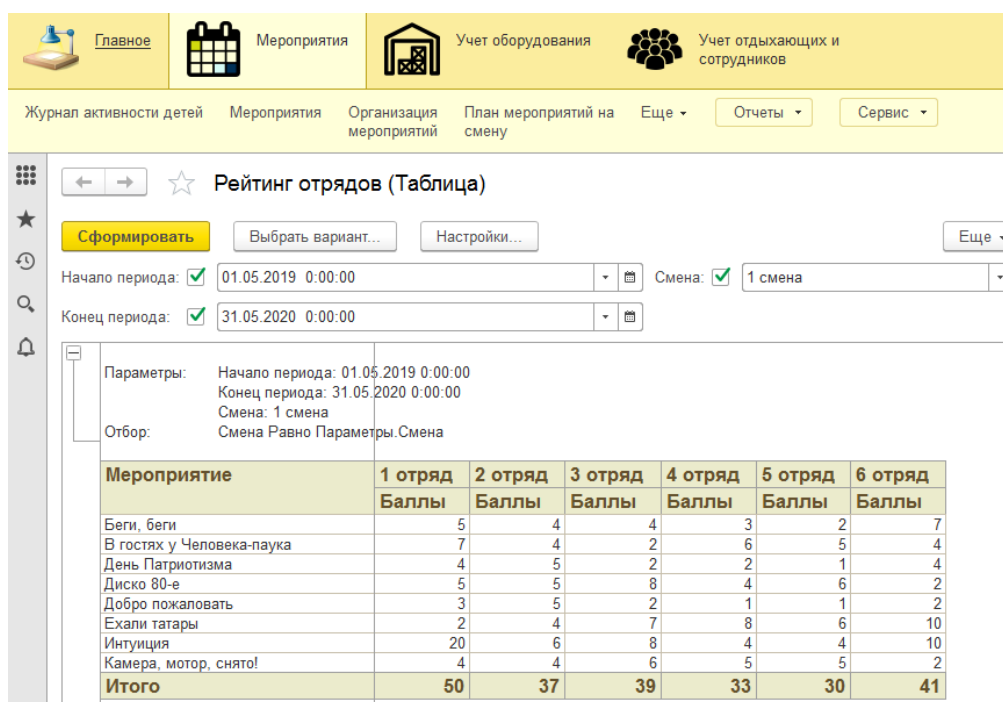 Главное Мероприятия Учет оборудования Учет отдыхающих и сотрудников
Журнал активности детей Мероприятия Организация мероприятий План мероприятий на смену Еще Отчеты Сервис
Рейтинг отрядов (Таблица)
Сформировать Выбрать вариант... Настройки... Еще
Начало периода: 01.05.2019 0:00:00 Смена: 1 смена
Конец периода: 31.05.2020 0:00:00
Параметры: Начало периода: 01.05.2019 0:00:00
Конец периода: 31.05.2020 0:00:00
Смена: 1 смена
Отбор: Смена Равно Параметры.Смена
Мероприятие 1 отряд 2 отряд 3 отряд 4 отряд 5 отряд 6 отряд
Баллы Баллы Баллы Баллы Баллы Баллы
Беги, беги 5 4 4 3 2 7
В гостях у Человека-паука 7 4 2 6 5 4
День Патриотизма 4 5 2 2 1 4
Диско 80-е 5 5 8 4 6 2
Добро пожаловать 3 5 2 1 1 2
Ехали татары 2 4 7 8 6 10
Интуиция 20 6 8 4 4 10
Камера, мотор, снято! 4 4 6 5 5 2
Итого 50 37 39 33 30 41